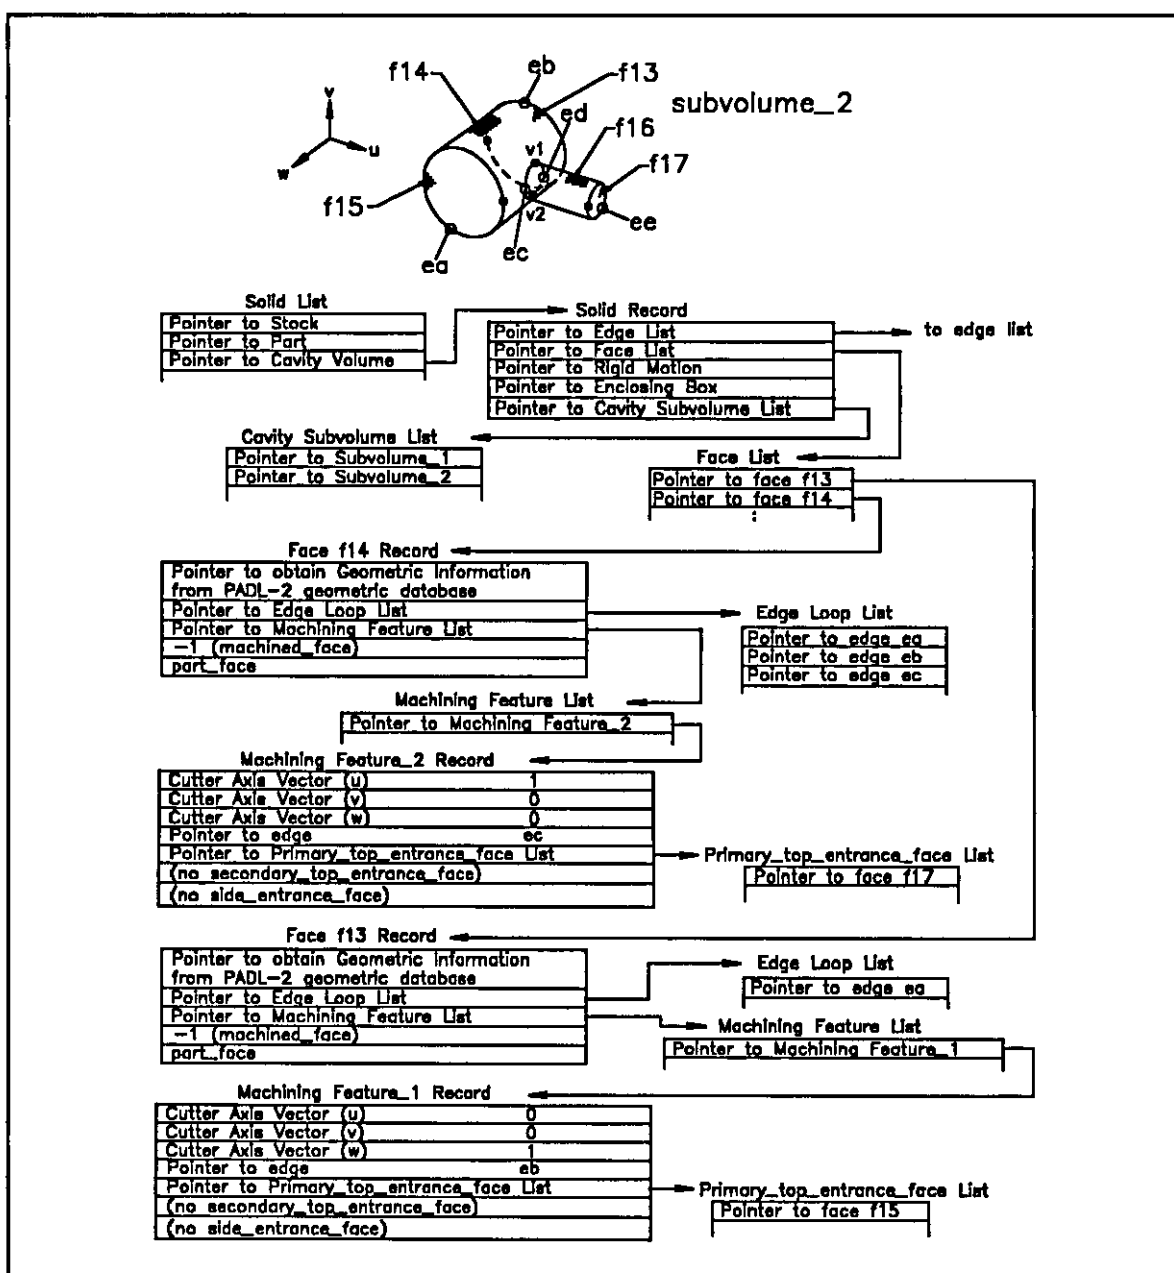 eb
f14
f13
subvolume_2
v
ed
f16
v1
u
f17
w
f15
v2
ee
ec
ea
Solid List
Pointer to Stock
Pointer to Part
Pointer to Cavity Volume
Solid Record
Pointer to Edge List
to edge list
Pointer to Face List
Pointer to Rigid Motion
Pointer to Enclosing Box
Pointer to Cavity Subvolume List
Cavity Subvolume List
Pointer to Subvolume_1
Pointer to Subvolume_2
Face List
Pointer to face f13
Pointer to face f14
:
Face f14 Record
Pointer to obtain Geometric Information
from PADL-2 geometric database
Pointer to Edge Loop List
Pointer to Machining Feature List
-1 (machined_face)
part_face
Edge Loop List
Pointer to edge ea
Pointer to edge eb
Pointer to edge ec
Machining Feature List
Pointer to Machining Feature_2
Machining Feature_2 Record
Cutter Axis Vector (u) 1
Cutter Axis Vector (v) 0
Cutter Axis Vector (w) 0
Pointer to edge ec
Pointer to Primary_top_entrance_face List
(no secondary_top_entrance_face)
(no side_entrance_face)
Primary_top_entrance_face List
Pointer to face f17
Face f13 Record
Pointer to obtain Geometric Information
from PADL-2 geometric database
Pointer to Edge Loop List
Pointer to Machining Feature List
-1 (machined_face)
part_face
Edge Loop List
Pointer to edge ea
Machining Feature List
Pointer to Machining Feature_1
Machining Feature_1 Record
Cutter Axis Vector (u) 0
Cutter Axis Vector (v) 0
Cutter Axis Vector (w) 1
Pointer to edge eb
Pointer to Primary_top_entrance_face List
(no secondary_top_entrance_face)
(no side_entrance_face)
Primary_top_entrance_face List
Pointer to face f15